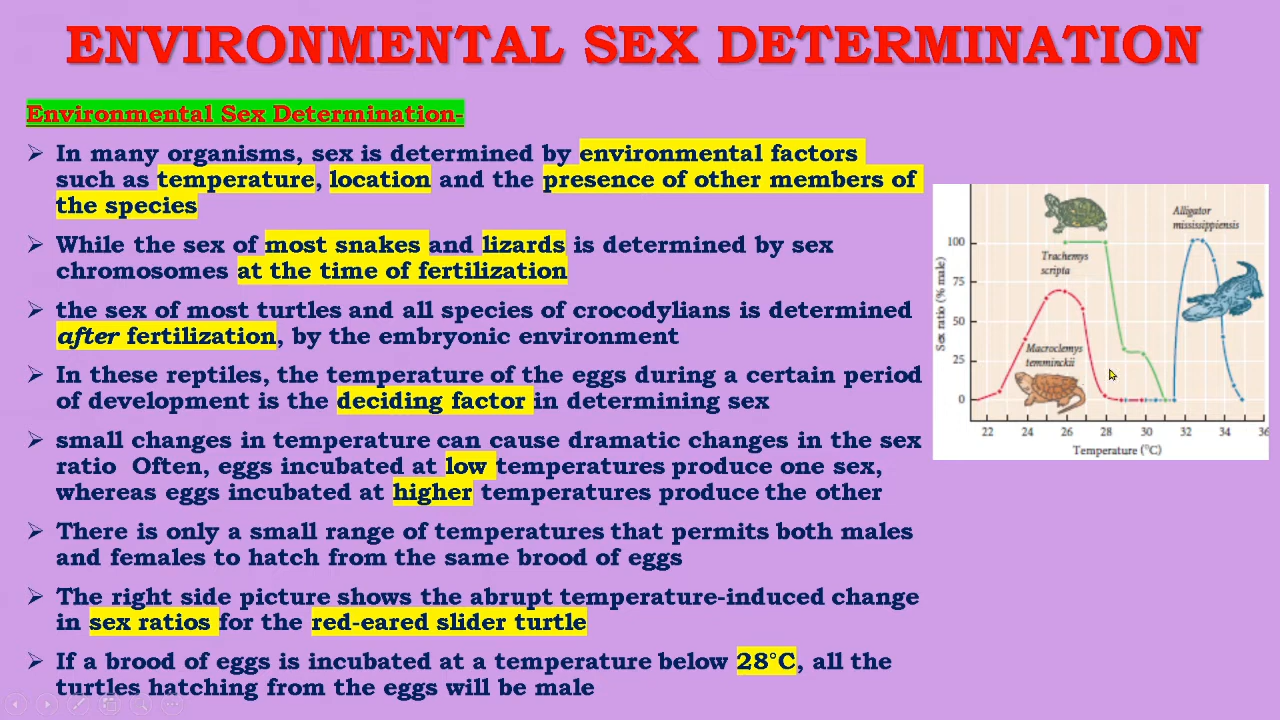 ENVIRONMENTAL SEX DETERMINATION
Environmental Sex Determination-
In many organisms, sex is determined by environmental factors
such as temperature, location and the presence of other members of
the species
While the sex of most snakes and lizards is determined by sex
chromosomes at the time of fertilization
the sex of most turtles and all species of crocodylians is determined
after fertilization, by the embryonic environment
In these reptiles, the temperature of the eggs during a certain period
of development is the deciding factor in determining sex
small changes in temperature can cause dramatic changes in the sex
ratio Often, eggs incubated at low temperatures produce one sex,
whereas eggs incubated at higher temperatures produce the other
There is only a small range of temperatures that permits both males
and females to hatch from the same brood of eggs
The right side picture shows the abrupt temperature-induced change
in sex ratios for the red-eared slider turtle
If a brood of eggs is incubated at a temperature below 28°C, all the
turtles hatching from the eggs will be male
Alligator
mississippiensis
Trachemys
scripta
Macroclemys
temminckii
Sex ratio (% male)
100
75
50
25
0
22 24 26 28 30 32 34 36
Temperature (°C)